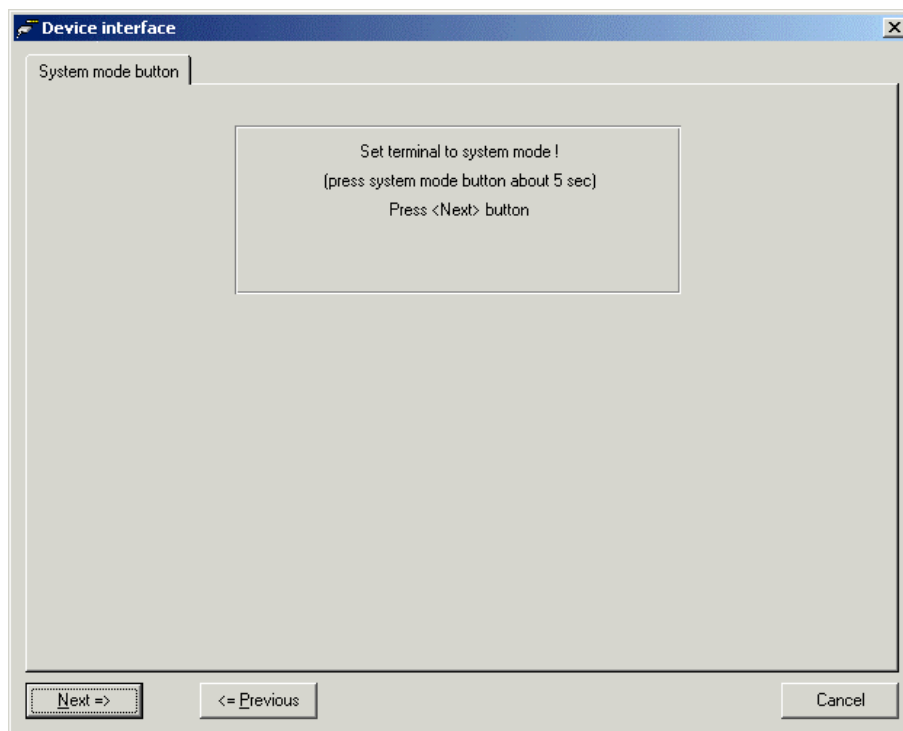 Device interface
System mode button
Set terminal to system mode !
(press system mode button about 5 sec)
Press <Next> button
Next =>
<= Previous
Cancel